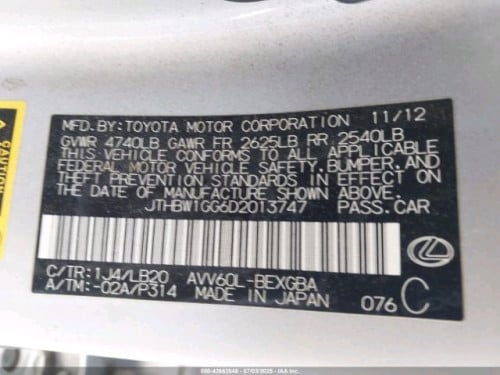 MFD. BY: TOYOTA MOTOR CORPORATION 11/12
GVWR 4740LB GAWR FR 2625LB RR 2540LB
THIS VEHICLE CONFORMS TO ALL APPLICABLE
FEDERAL MOTOR VEHICLE SAFETY, BUMPER, AND
THEFT PREVENTION STANDARDS IN EFFECT ON
THE DATE OF MANUFACTURE SHOWN ABOVE.
JTHBW1GG6D2013747 PASS.CAR
C/TR:1J4/LB20 AVV60L-BEXGBA
A/TM:-02A/P314 MADE IN JAPAN 076 C
CAUTION